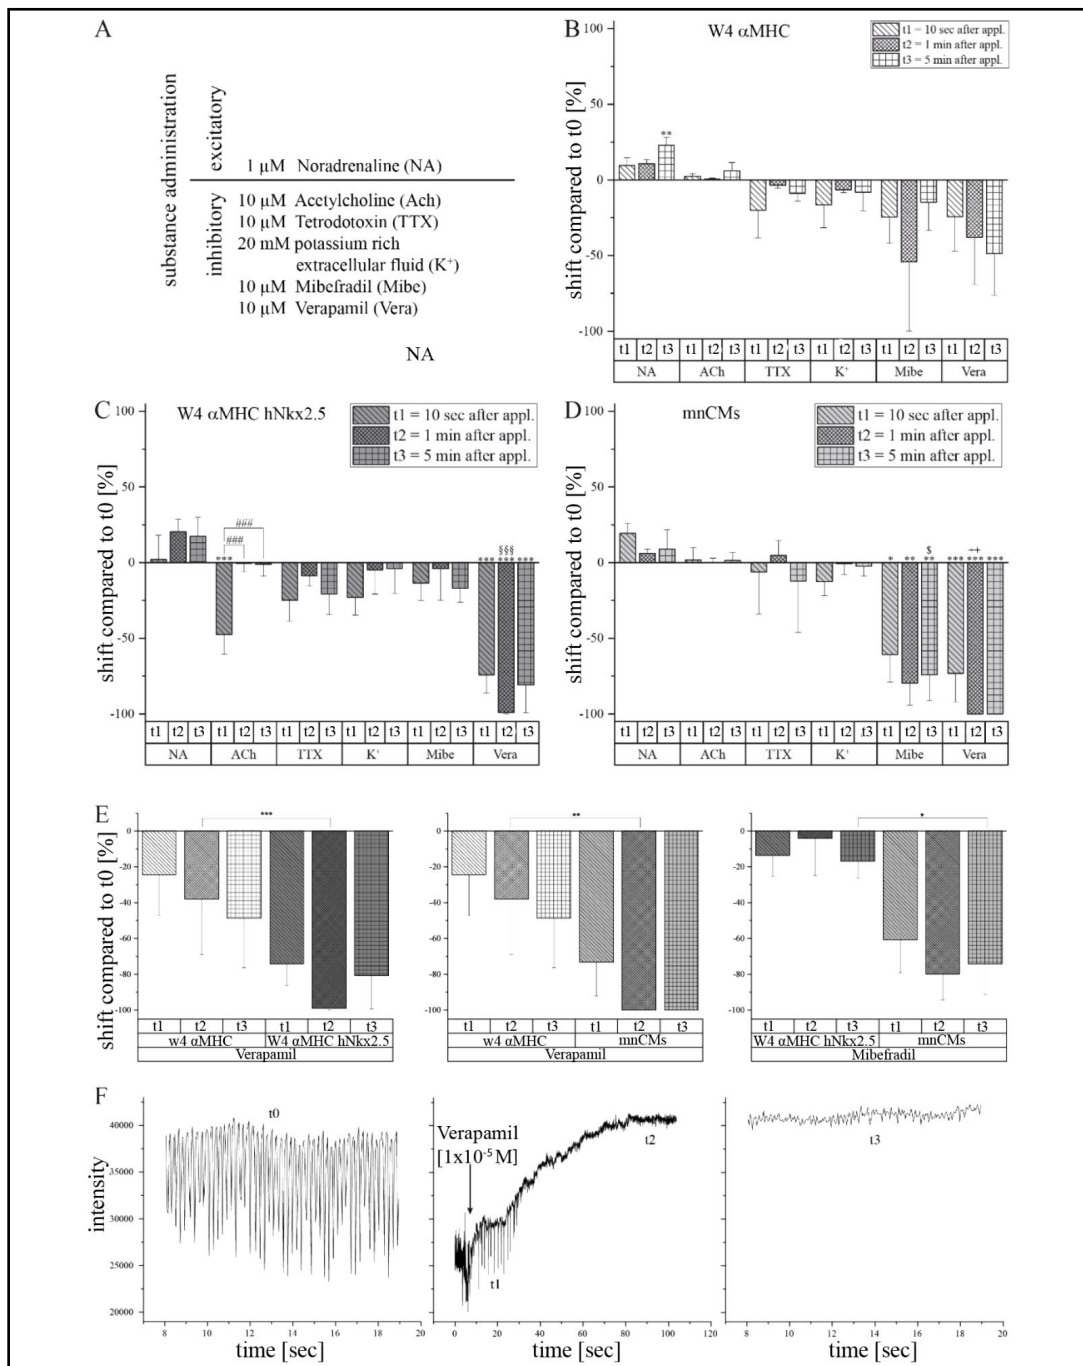 A
substance administration
excitatory
inhibitory
1 µM Noradrenaline (NA)
10 µM Acetylcholine (Ach)
10 µM Tetrodotoxin (TTX)
20 mM potassium rich
extracellular fluid (K⁺)
10 µM Mibefradil (Mibe)
10 µM Verapamil (Vera)
NA
B
W4 αMHC
t1 = 10 sec after appl.
t2 = 1 min after appl.
t3 = 5 min after appl.
shift compared to t0 [%]
100
50
0
-50
-100
**
t1 t2 t3 t1 t2 t3 t1 t2 t3 t1 t2 t3 t1 t2 t3 t1 t2 t3
NA ACh TTX K⁺ Mibe Vera
C
W4 αMHC hNkx2.5
t1 = 10 sec after appl.
t2 = 1 min after appl.
t3 = 5 min after appl.
shift compared to t0 [%]
100
50
0
-50
-100
###
###
***
§§§
*** *** ***
t1 t2 t3 t1 t2 t3 t1 t2 t3 t1 t2 t3 t1 t2 t3 t1 t2 t3
NA ACh TTX K⁺ Mibe Vera
D
mnCMs
t1 = 10 sec after appl.
t2 = 1 min after appl.
t3 = 5 min after appl.
shift compared to t0 [%]
100
50
0
-50
-100
$ ++
* ** ** *** *** ***
t1 t2 t3 t1 t2 t3 t1 t2 t3 t1 t2 t3 t1 t2 t3 t1 t2 t3
NA ACh TTX K⁺ Mibe Vera
E
shift compared to t0 [%]
0
-20
-40
-60
-80
-100
***
t1 t2 t3 t1 t2 t3
w4 αMHC W4 αMHC hNkx2.5
Verapamil
0
-20
-40
-60
-80
-100
**
t1 t2 t3 t1 t2 t3
w4 αMHC mnCMs
Verapamil
0
-20
-40
-60
-80
-100
*
t1 t2 t3 t1 t2 t3
W4 αMHC hNkx2.5 mnCMs
Mibefradil
F
intensity
40000
35000
30000
25000
20000
t0
8 10 12 14 16 18 20
time [sec]
Verapamil
[1x10⁻⁵ M]
t1
t2
0 20 40 60 80 100 120
time [sec]
t3
8 10 12 14 16 18 20
time [sec]